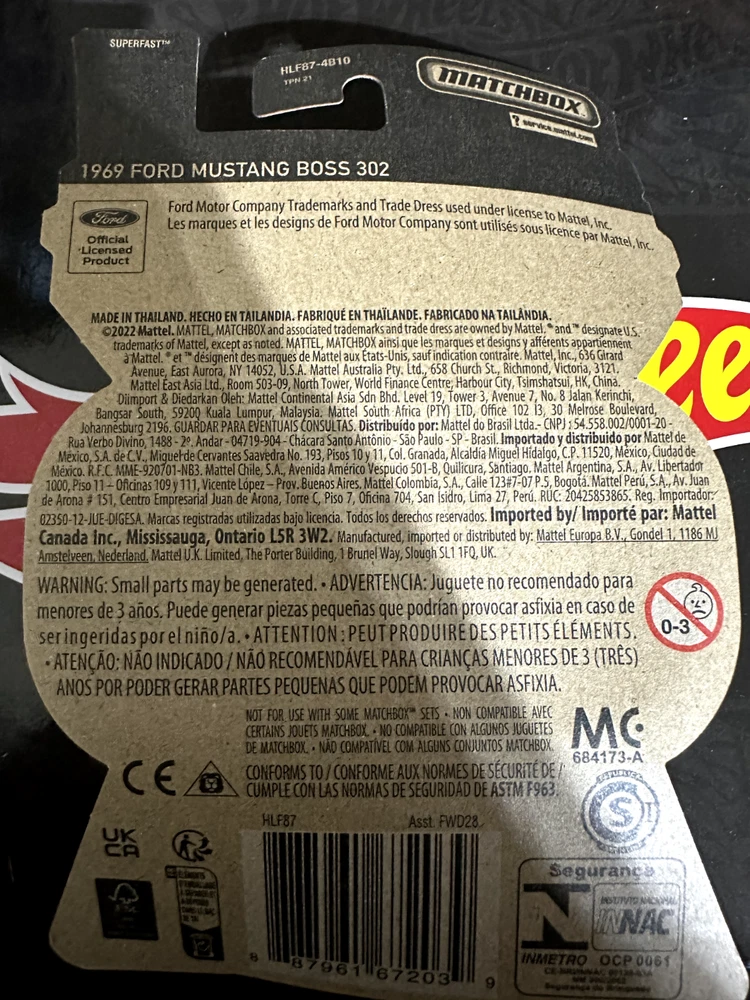 SUPERFAST™
HLF87-4B10
TPN 21
MATCHBOX
? service.mattel.com
1969 FORD MUSTANG BOSS 302
Ford
Official
Licensed
Product
Ford Motor Company Trademarks and Trade Dress used under license to Mattel, Inc.
Les marques et les designs de Ford Motor Company sont utilisés sous licence par Mattel, Inc.
MADE IN THAILAND. HECHO EN TAILANDIA. FABRIQUÉ EN THAÏLANDE. FABRICADO NA TAILÂNDIA.
©2022 Mattel. MATTEL, MATCHBOX and associated trademarks and trade dress are owned by Mattel. ® and ™ designate U.S.
trademarks of Mattel, except as noted. MATTEL, MATCHBOX ainsi que les marques et designs y afférents appartiennent
à Mattel. ® et ™ désignent des marques de Mattel aux États-Unis, sauf indication contraire. Mattel, Inc., 636 Girard
Avenue, East Aurora, NY 14052, U.S.A. Mattel Australia Pty. Ltd., 658 Church St., Richmond, Victoria, 3121.
Mattel East Asia Ltd., Room 503-09, North Tower, World Finance Centre, Harbour City, Tsimshatsui, HK, China.
Diimport & Diedarkan Oleh: Mattel Continental Asia Sdn Bhd. Level 19, Tower 3, Avenue 7, No. 8 Jalan Kerinchi,
Bangsar South, 59200 Kuala Lumpur, Malaysia. Mattel South Africa (PTY) LTD, Office 102 I3, 30 Melrose Boulevard,
Johannesburg 2196. GUARDAR PARA EVENTUAIS CONSULTAS. Distribuído por: Mattel do Brasil Ltda.- CNPJ : 54.558.002/0001-20 -
Rua Verbo Divino, 1488 - 2º. Andar - 04719-904 - Chácara Santo Antônio - São Paulo - SP - Brasil. Importado y distribuido por Mattel de
México, S.A. de C.V., Miguel de Cervantes Saavedra No. 193, Pisos 10 y 11, Col. Granada, Alcaldía Miguel Hidalgo, C.P. 11520, México, Ciudad de
México. R.F.C. MME-920701-NB3. Mattel Chile, S.A., Avenida Américo Vespucio 501-B, Quilicura, Santiago. Mattel Argentina, S.A., Av. Libertador
1000, Piso 11 – Oficinas 109 y 111, Vicente López – Prov. Buenos Aires. Mattel Colombia, S.A., Calle 123#7-07 P.5, Bogotá. Mattel Perú, S.A., Av. Juan
de Arona # 151, Centro Empresarial Juan de Arona, Torre C, Piso 7, Oficina 704, San Isidro, Lima 27, Perú. RUC: 20425853865. Reg. Importador:
02350-12-JUE-DIGESA. Marcas registradas utilizadas bajo licencia. Todos los derechos reservados. Imported by/ Importé par: Mattel
Canada Inc., Mississauga, Ontario L5R 3W2. Manufactured, imported or distributed by: Mattel Europa B.V., Gondel 1, 1186 MJ
Amstelveen, Nederland. Mattel U.K. Limited, The Porter Building, 1 Brunel Way, Slough SL1 1FQ, UK.
WARNING: Small parts may be generated. • ADVERTENCIA: Juguete no recomendado para
menores de 3 años. Puede generar piezas pequeñas que podrían provocar asfixia en caso de
ser ingeridas por el niño/a. • ATTENTION : PEUT PRODUIRE DES PETITS ÉLÉMENTS.
• ATENÇÃO: NÃO INDICADO / NÃO RECOMENDÁVEL PARA CRIANÇAS MENORES DE 3 (TRÊS)
ANOS POR PODER GERAR PARTES PEQUENAS QUE PODEM PROVOCAR ASFIXIA.
0-3
NOT FOR USE WITH SOME MATCHBOX™ SETS • NON COMPATIBLE AVEC
CERTAINS JOUETS MATCHBOX. • NO COMPATIBLE CON ALGUNOS JUGUETES
DE MATCHBOX. • NÃO COMPATÍVEL COM ALGUNS CONJUNTOS MATCHBOX.
MC
684173-A
CE
CONFORMS TO / CONFORME AUX NORMES DE SÉCURITÉ DE /
CUMPLE CON LAS NORMAS DE SEGURIDAD DE ASTM F963.
S
UK
CA
HLF87 Asst. FWD28
FSC
8 87961 67203 9
Segurança
INSTITUTO NACIONAL
INNAC
INMETRO OCP 0061
ee